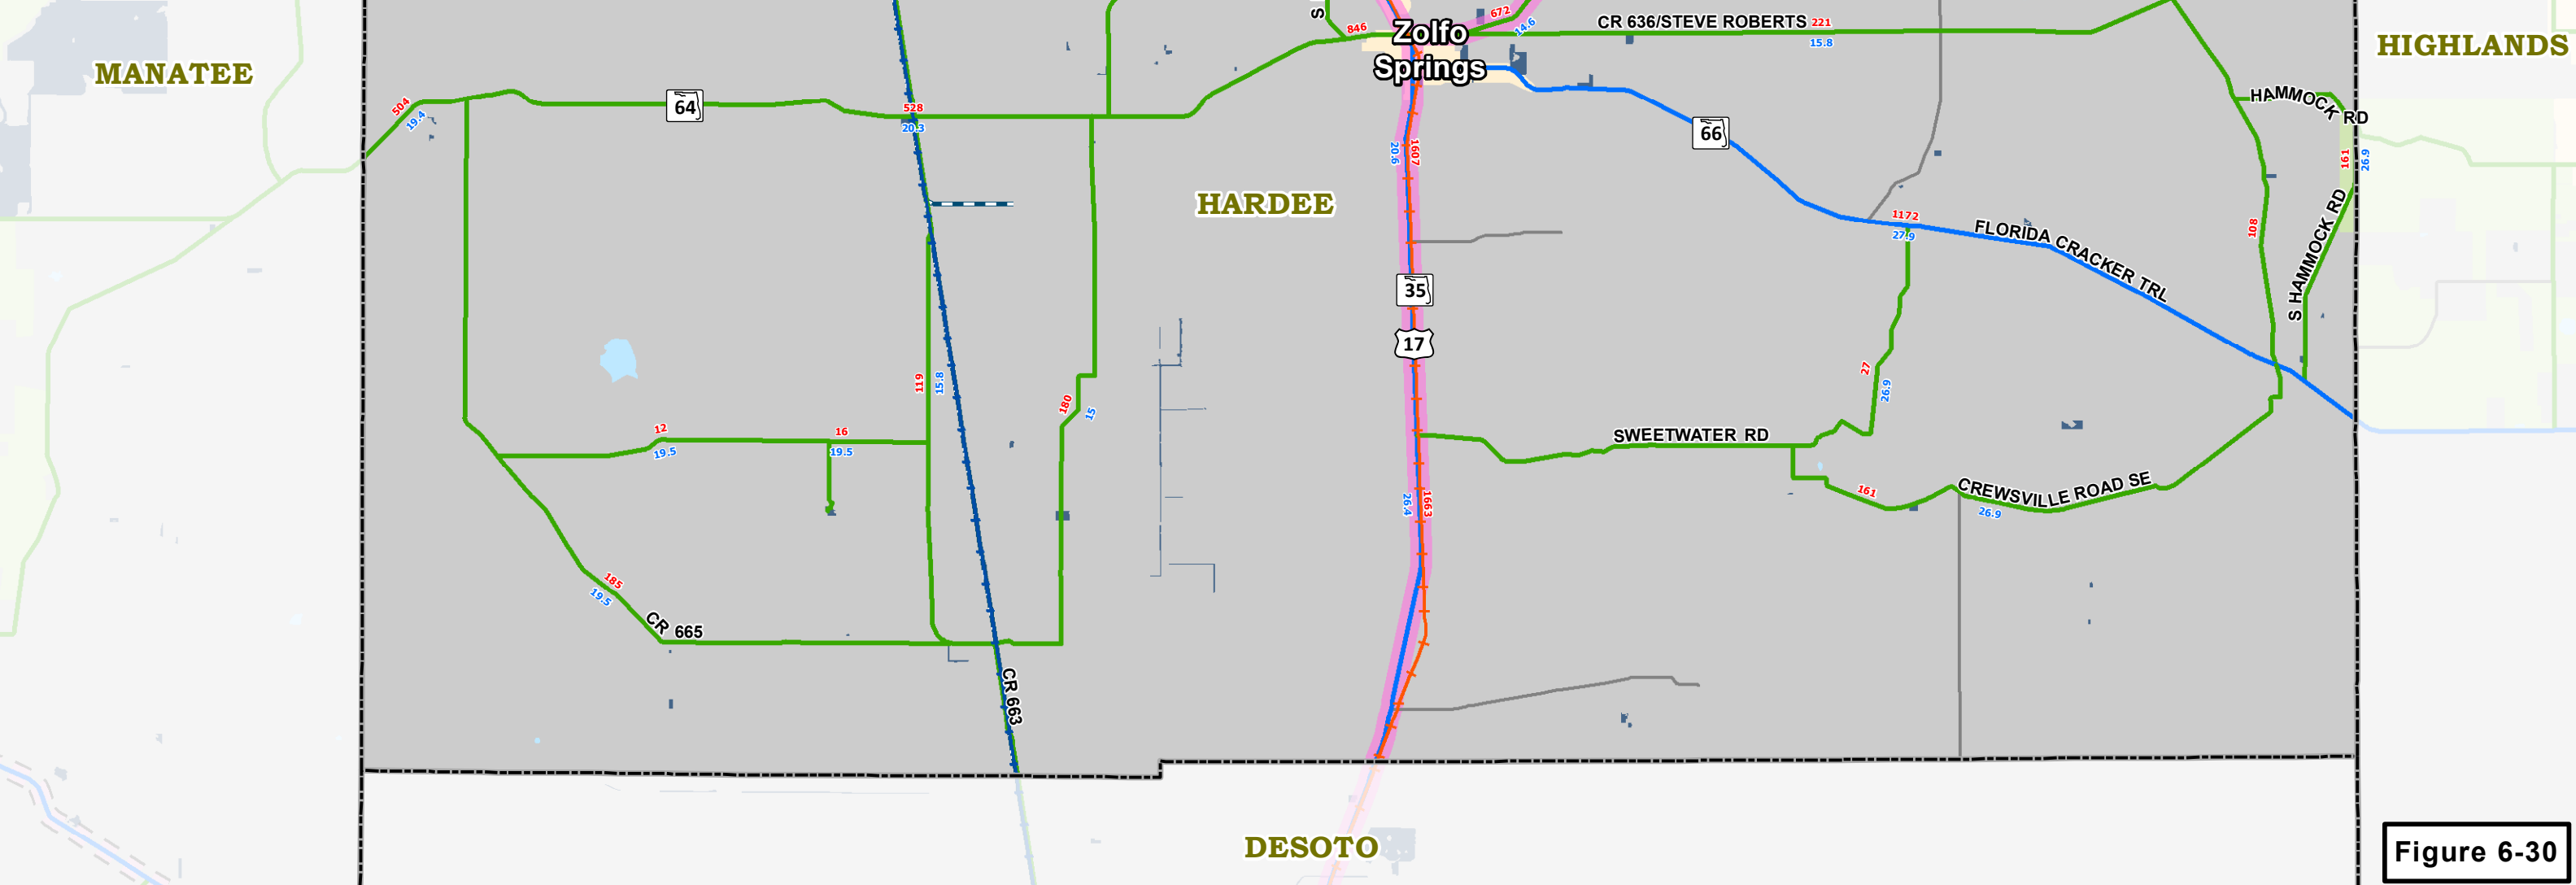 S
846
Zolfo
Springs
672
14.6
CR 636/STEVE ROBERTS
221
15.8
HIGHLANDS
MANATEE
504
19.4
64
528
20.3
HAMMOCK RD
66
1607
20.6
161
26.9
HARDEE
1172
27.9
FLORIDA CRACKER TRL
108
S HAMMOCK RD
35
17
119
15.8
180
15
27
26.9
12
19.5
16
19.5
SWEETWATER RD
1663
26.4
161
CREWSVILLE ROAD SE
26.9
185
19.5
CR 665
CR 663
DESOTO
Figure 6-30